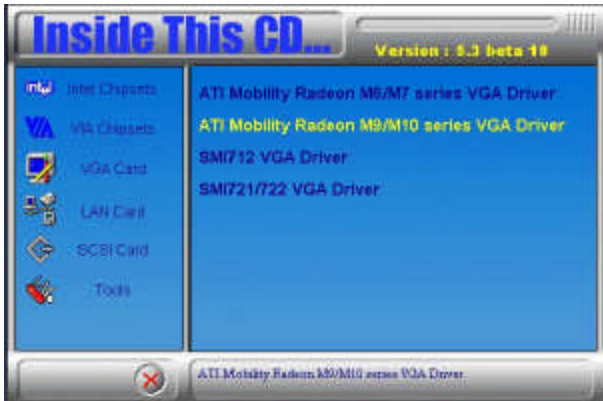 Inside This CD...
Version : 5.3 beta 10
intel Intel Chipsets
VIA VIA Chipsets
VGA Card
LAN Card
SCSI Card
Tools
ATI Mobility Radeon M6/M7 series VGA Driver
ATI Mobility Radeon M9/M10 series VGA Driver
SMI712 VGA Driver
SMI721/722 VGA Driver
ATI Mobility Radeon M9/M10 series VGA Driver